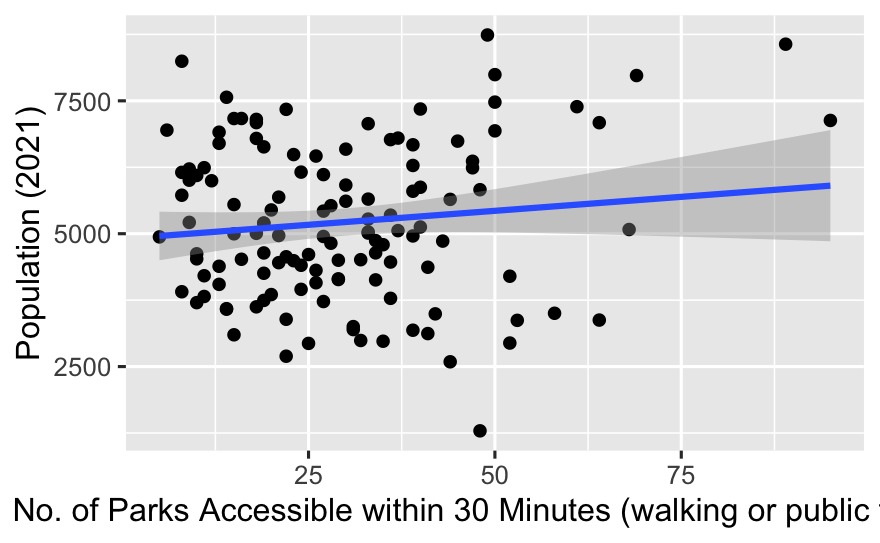 Population (2021)
7500
5000
2500
25 50 75
No. of Parks Accessible within 30 Minutes (walking or public